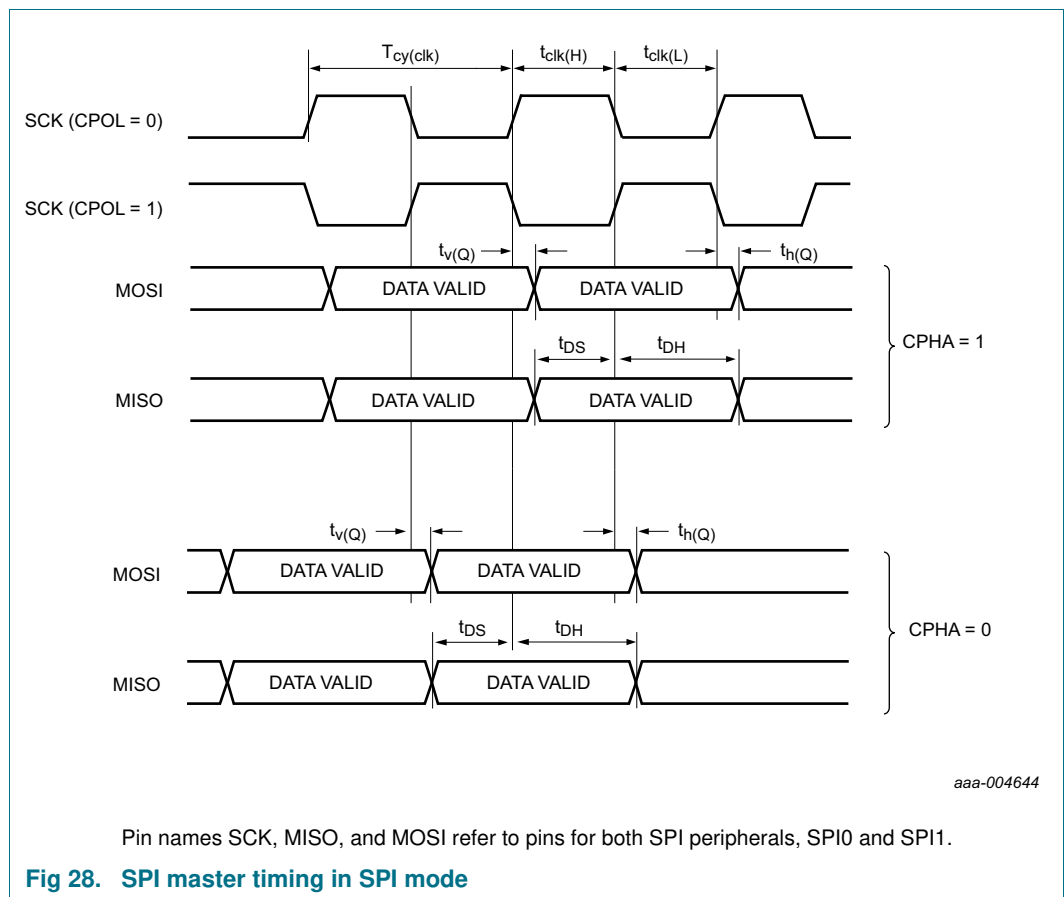 Tcy(clk) tclk(H) tclk(L)
SCK (CPOL = 0)
SCK (CPOL = 1)
tv(Q) th(Q)
MOSI DATA VALID DATA VALID
CPHA = 1
tDS tDH
MISO DATA VALID DATA VALID
tv(Q) th(Q)
MOSI DATA VALID DATA VALID
CPHA = 0
tDS tDH
MISO DATA VALID DATA VALID
aaa-004644
Pin names SCK, MISO, and MOSI refer to pins for both SPI peripherals, SPI0 and SPI1.
Fig 28. SPI master timing in SPI mode